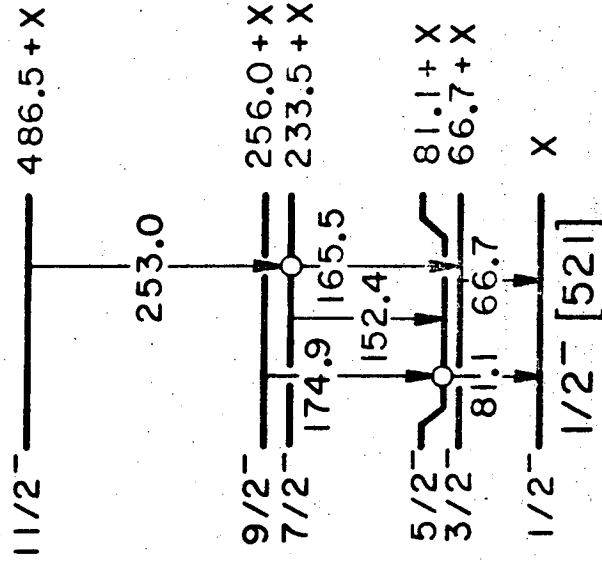 11/2⁻ 486.5+X
253.0
9/2⁻ 256.0+X
7/2⁻ 233.5+X
174.9 165.5
152.4
5/2⁻ 81.1+X
3/2⁻ 66.7+X
81.1 66.7
1/2⁻ X
1/2⁻ [521]